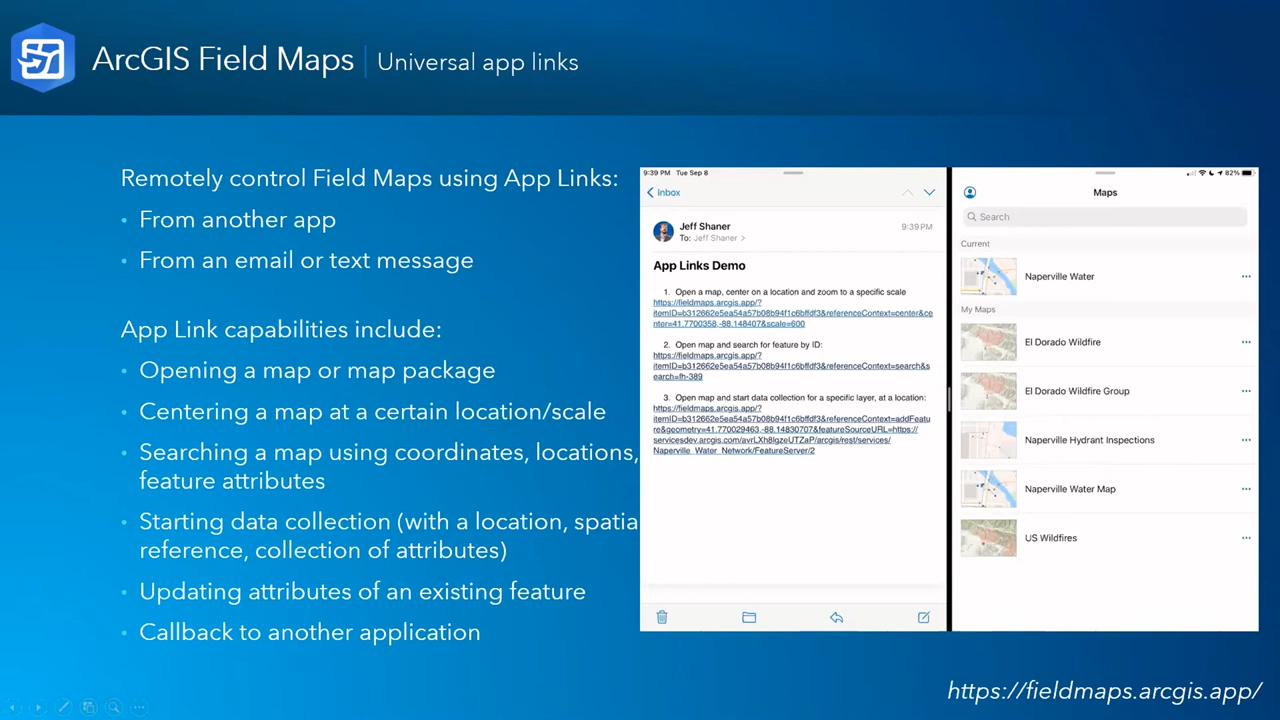 ArcGIS Field Maps | Universal app links
Remotely control Field Maps using App Links:
• From another app
• From an email or text message
App Link capabilities include:
• Opening a map or map package
• Centering a map at a certain location/scale
• Searching a map using coordinates, locations,
feature attributes
• Starting data collection (with a location, spatia
reference, collection of attributes)
• Updating attributes of an existing feature
• Callback to another application
9:39 PM Tue Sep 8
Inbox
Jeff Shaner
9:39 PM
To: Jeff Shaner >
App Links Demo
1. Open a map, center on a location and zoom to a specific scale
https://fieldmaps.arcgis.app/?
itemID=b312662e5ea54a57b08b94f1c6bffdf3&referenceContext=center&ce
nter=41.7700358,-88.148407&scale=600
2. Open map and search for feature by ID:
https://fieldmaps.arcgis.app/?
itemID=b312662e5ea54a57b08b94f1c6bffdf3&referenceContext=search&s
earch=fh-389
3. Open map and start data collection for a specific layer, at a location:
https://fieldmaps.arcgis.app/?
itemID=b312662e5ea54a57b08b94f1c6bffdf3&referenceContext=addFeatu
re&geometry=41.770029463,-88.14830707&featureSourceURL=https://
servicesdev.arcgis.com/avrLXh8lgzeUTZaP/arcgis/rest/services/
Naperville_Water_Network/FeatureServer/2
82%
Maps
Search
Current
Naperville Water
My Maps
El Dorado Wildfire
El Dorado Wildfire Group
Naperville Hydrant Inspections
Naperville Water Map
US Wildfires
https://fieldmaps.arcgis.app/